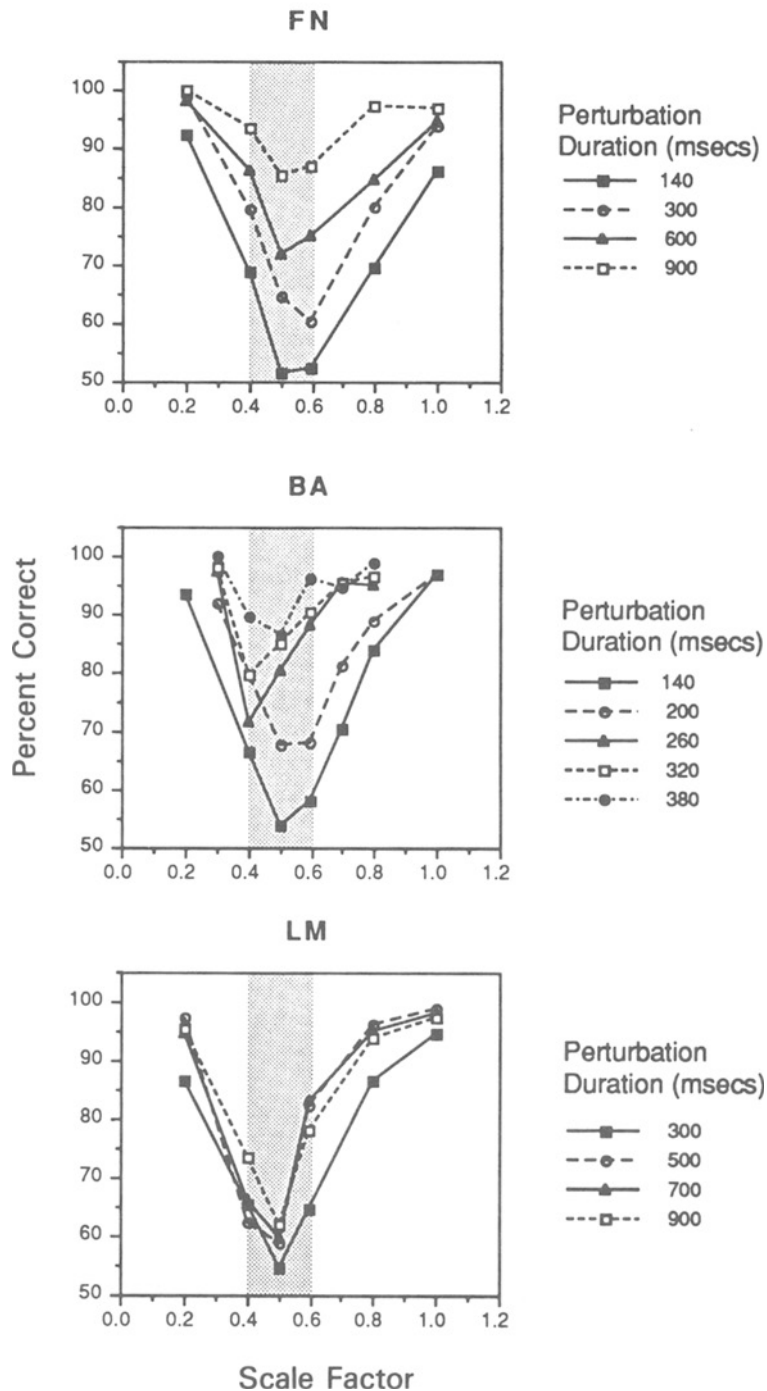 FN
100
90
80
70
60
50
0.0 0.2 0.4 0.6 0.8 1.0 1.2
Perturbation
Duration (msecs)
140
300
600
900
BA
Percent Correct
100
90
80
70
60
50
0.0 0.2 0.4 0.6 0.8 1.0 1.2
Perturbation
Duration (msecs)
140
200
260
320
380
LM
100
90
80
70
60
50
0.0 0.2 0.4 0.6 0.8 1.0 1.2
Perturbation
Duration (msecs)
300
500
700
900
Scale Factor